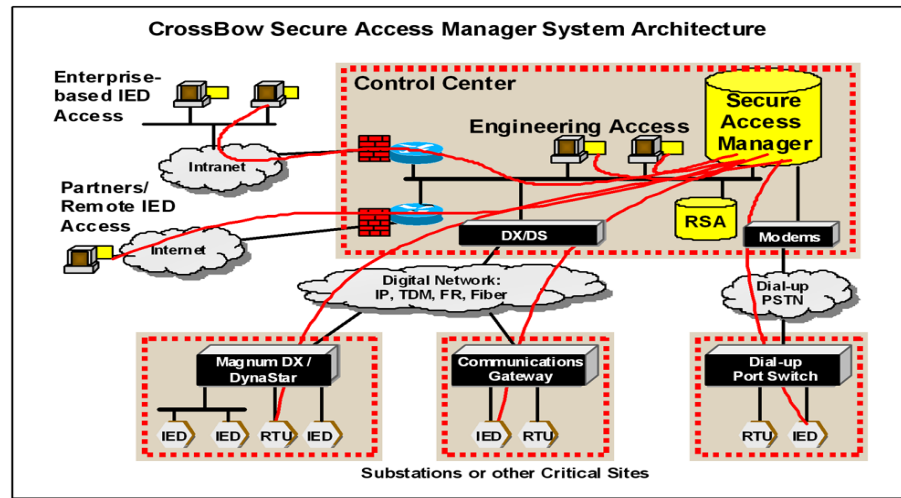 CrossBow Secure Access Manager System Architecture
Enterprise-
based IED
Access
Control Center
Secure
Access
Manager
Engineering Access
Intranet
Partners/
Remote IED
Access
RSA
DX/DS
Modems
Internet
Digital Network:
IP, TDM, FR, Fiber
Dial-up
PSTN
Magnum DX /
DynaStar
Communications
Gateway
Dial-up
Port Switch
IED
IED
RTU
IED
IED
RTU
RTU
IED
Substations or other Critical Sites